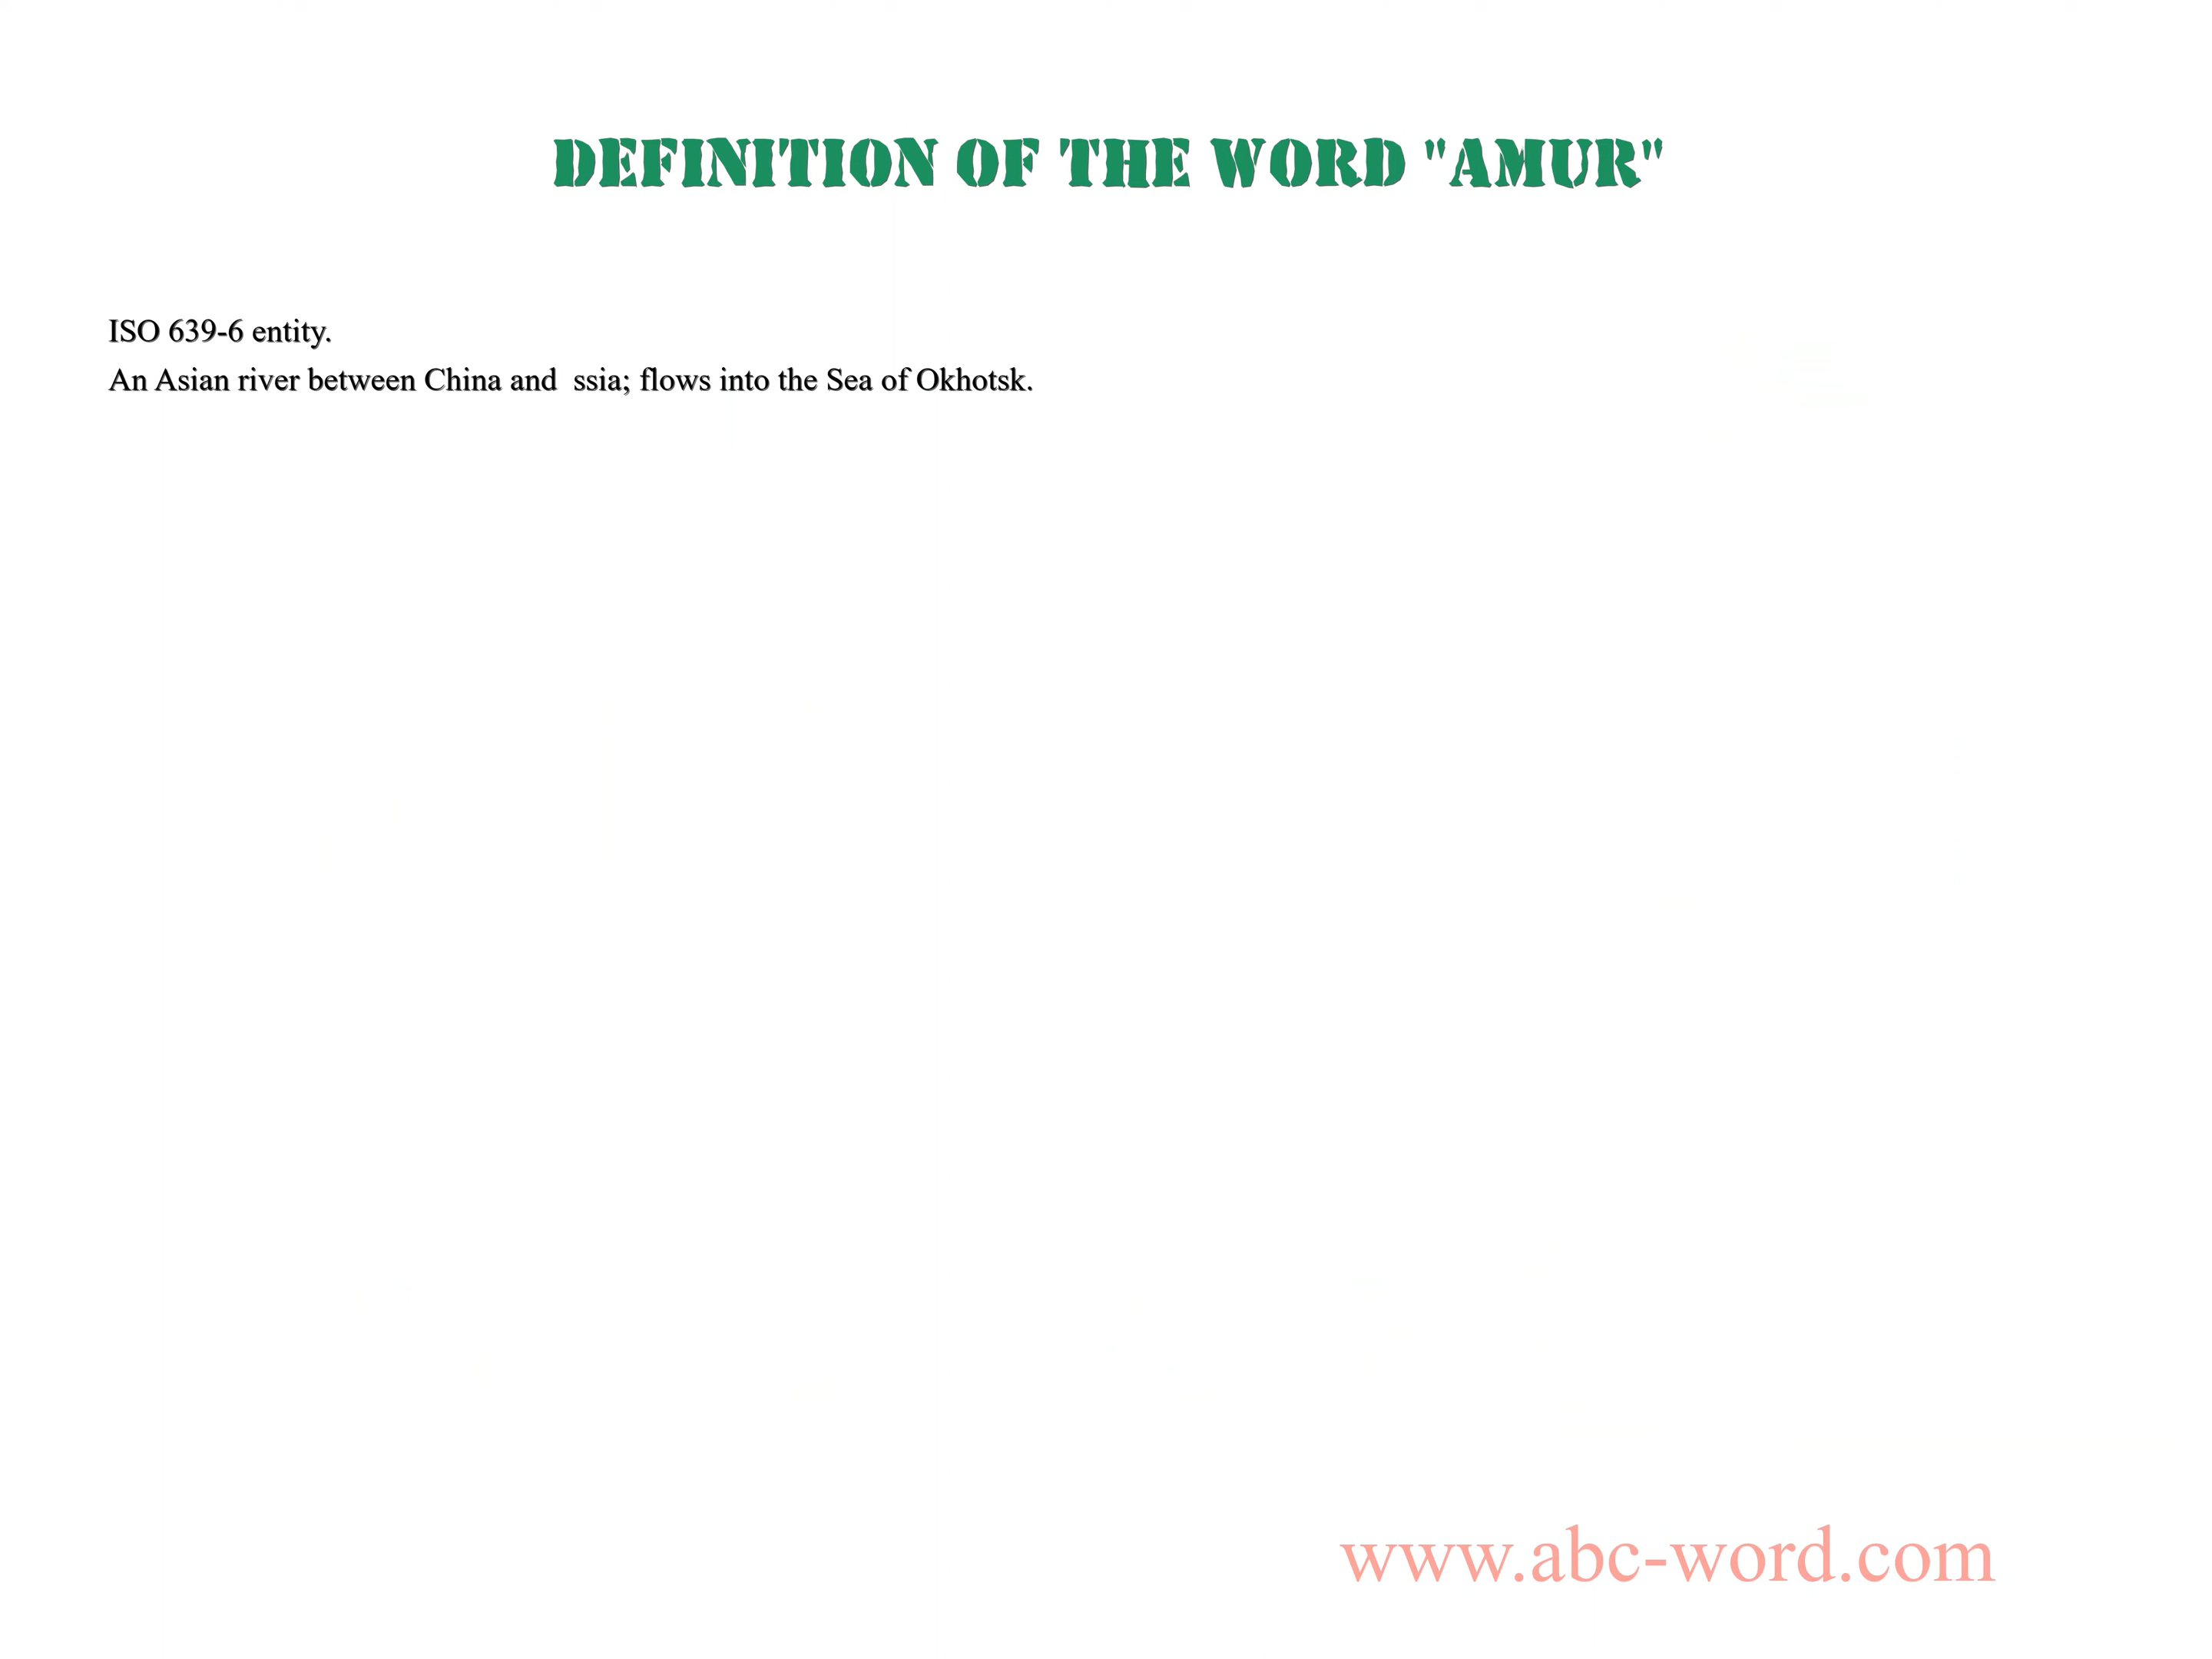 DEFINITION OF THE WORD "AMUR"
ISO 639-6 entity.
An Asian river between China and  ssia; flows into the Sea of Okhotsk.
www.abc-word.com